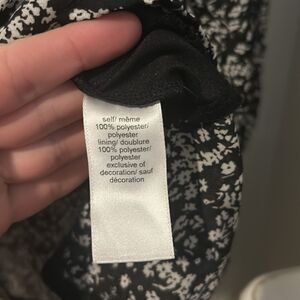 self/ même
100% polyester/
polyester
lining/ doublure
100% polyester/
polyester
exclusive of
decoration/ sauf
décoration